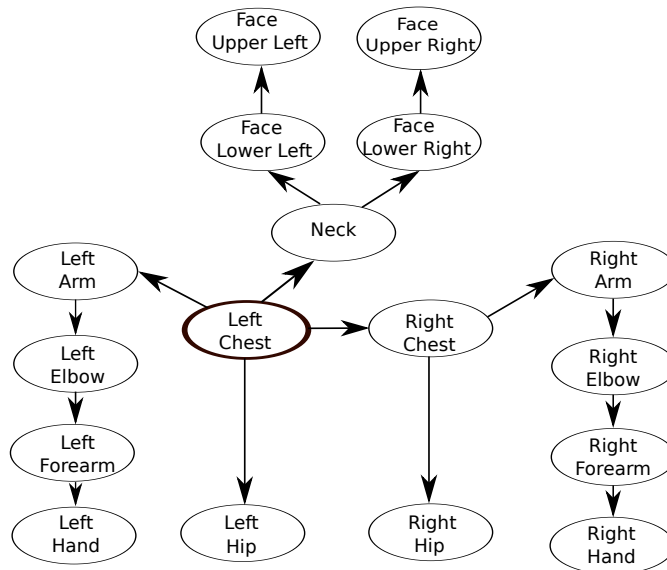 Face
Upper Left
Face
Upper Right
Face
Lower Left
Face
Lower Right
Neck
Left
Arm
Right
Arm
Left
Chest
Right
Chest
Left
Elbow
Right
Elbow
Left
Forearm
Right
Forearm
Left
Hand
Left
Hip
Right
Hip
Right
Hand